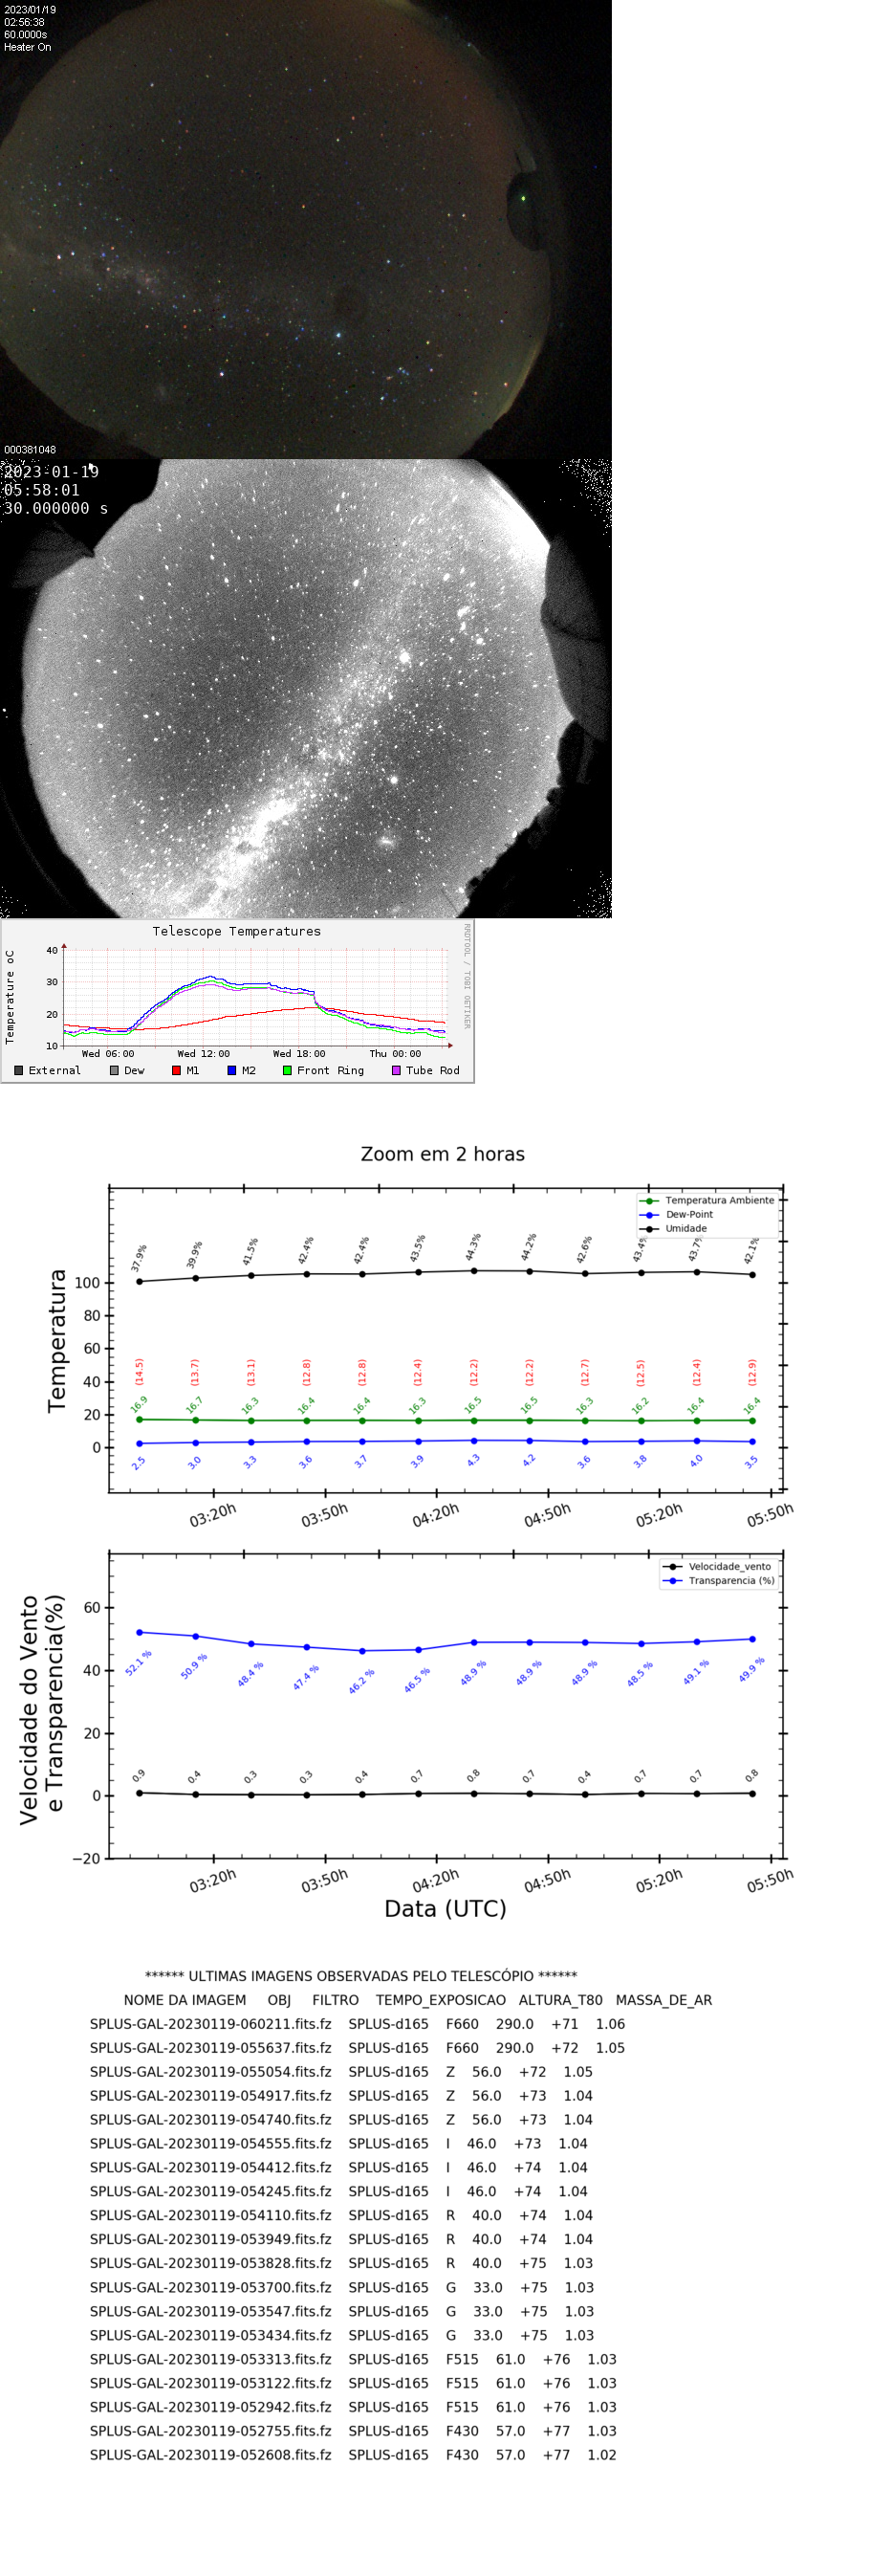 2023/01/19
02:56:38
60.0000s
Heater On
000381048
2023-01-19
05:58:01
30.000000 s
Telescope Temperatures
RRDTOOL / TOBI OETIKER
Temperature oC
40
30
20
10
Wed 06:00 Wed 12:00 Wed 18:00 Thu 00:00
External Dew M1 M2 Front Ring Tube Rod
Zoom em 2 horas
Temperatura Ambiente
Dew-Point
Umidade
37.9% 39.9% 41.5% 42.4% 42.4% 43.5% 44.3% 44.2% 42.6% 43.4% 43.7% 42.1%
Temperatura
100
80
60
40
20
0
(14.5) (13.7) (13.1) (12.8) (12.8) (12.4) (12.2) (12.2) (12.7) (12.5) (12.4) (12.9)
16.9 16.7 16.3 16.4 16.4 16.3 16.5 16.5 16.3 16.2 16.4 16.4
2.5 3.0 3.3 3.6 3.7 3.9 4.3 4.2 3.6 3.8 4.0 3.5
03:20h 03:50h 04:20h 04:50h 05:20h 05:50h
Velocidade_vento
Transparencia (%)
Velocidade do Vento
e Transparencia(%)
60
40
20
0
−20
52.1 % 50.9 % 48.4 % 47.4 % 46.2 % 46.5 % 48.9 % 48.9 % 48.9 % 48.5 % 49.1 % 49.9 %
0.9 0.4 0.3 0.3 0.4 0.7 0.8 0.7 0.4 0.7 0.7 0.8
03:20h 03:50h 04:20h 04:50h 05:20h 05:50h
Data (UTC)
****** ULTIMAS IMAGENS OBSERVADAS PELO TELESCÓPIO ******
NOME DA IMAGEM OBJ FILTRO TEMPO_EXPOSICAO ALTURA_T80 MASSA_DE_AR
SPLUS-GAL-20230119-060211.fits.fz SPLUS-d165 F660 290.0 +71 1.06
SPLUS-GAL-20230119-055637.fits.fz SPLUS-d165 F660 290.0 +72 1.05
SPLUS-GAL-20230119-055054.fits.fz SPLUS-d165 Z 56.0 +72 1.05
SPLUS-GAL-20230119-054917.fits.fz SPLUS-d165 Z 56.0 +73 1.04
SPLUS-GAL-20230119-054740.fits.fz SPLUS-d165 Z 56.0 +73 1.04
SPLUS-GAL-20230119-054555.fits.fz SPLUS-d165 I 46.0 +73 1.04
SPLUS-GAL-20230119-054412.fits.fz SPLUS-d165 I 46.0 +74 1.04
SPLUS-GAL-20230119-054245.fits.fz SPLUS-d165 I 46.0 +74 1.04
SPLUS-GAL-20230119-054110.fits.fz SPLUS-d165 R 40.0 +74 1.04
SPLUS-GAL-20230119-053949.fits.fz SPLUS-d165 R 40.0 +74 1.04
SPLUS-GAL-20230119-053828.fits.fz SPLUS-d165 R 40.0 +75 1.03
SPLUS-GAL-20230119-053700.fits.fz SPLUS-d165 G 33.0 +75 1.03
SPLUS-GAL-20230119-053547.fits.fz SPLUS-d165 G 33.0 +75 1.03
SPLUS-GAL-20230119-053434.fits.fz SPLUS-d165 G 33.0 +75 1.03
SPLUS-GAL-20230119-053313.fits.fz SPLUS-d165 F515 61.0 +76 1.03
SPLUS-GAL-20230119-053122.fits.fz SPLUS-d165 F515 61.0 +76 1.03
SPLUS-GAL-20230119-052942.fits.fz SPLUS-d165 F515 61.0 +76 1.03
SPLUS-GAL-20230119-052755.fits.fz SPLUS-d165 F430 57.0 +77 1.03
SPLUS-GAL-20230119-052608.fits.fz SPLUS-d165 F430 57.0 +77 1.02